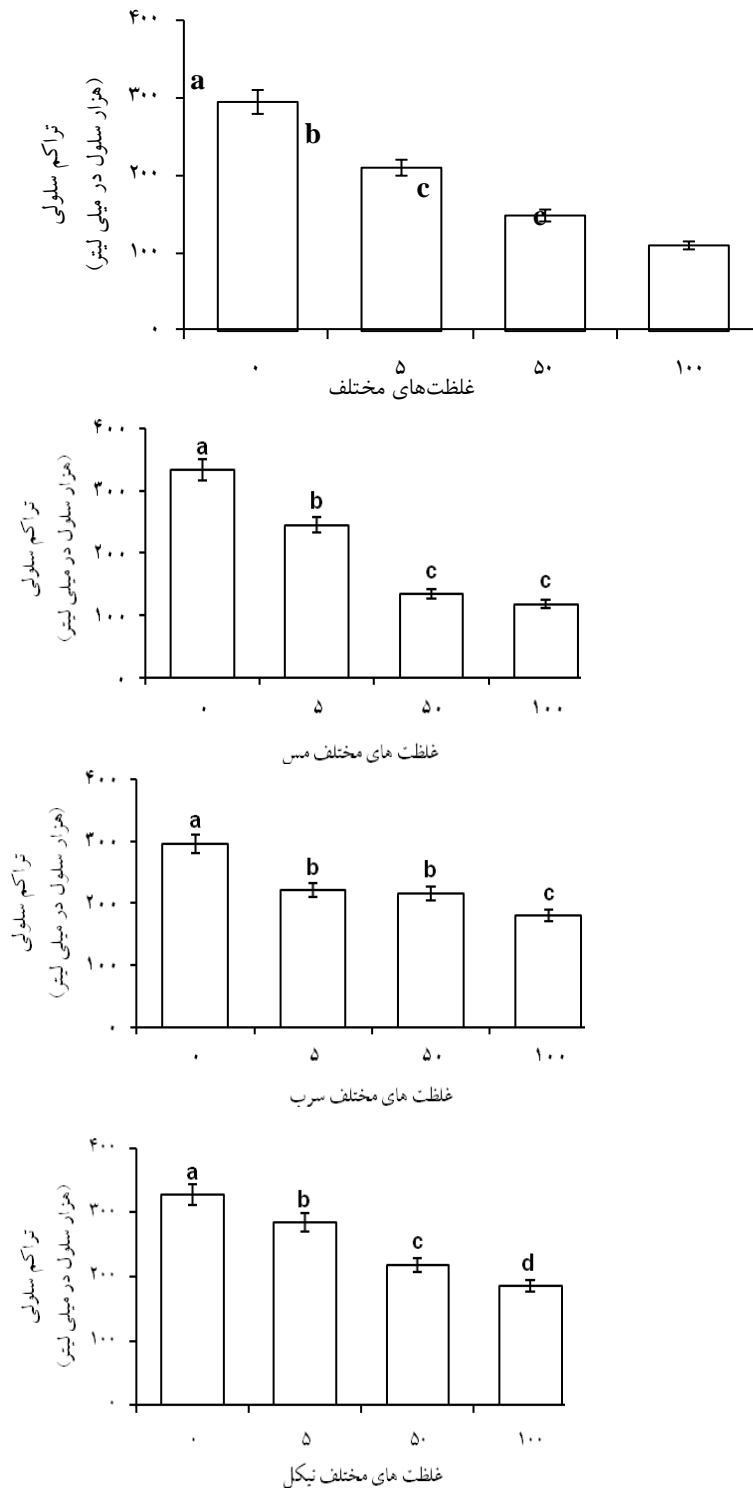 تراکم سلولی
(هزار سلول در میلی لیتر)
۴۰۰
۳۰۰
۲۰۰
۱۰۰
۰
a
b
c
c
۰ ۵ ۵۰ ۱۰۰
غلظت‌های مختلف
تراکم سلولی
(هزار سلول در میلی لیتر)
۴۰۰
۳۰۰
۲۰۰
۱۰۰
۰
a
b
c
c
۰ ۵ ۵۰ ۱۰۰
غلظت های مختلف مس
تراکم سلولی
(هزار سلول در میلی لیتر)
۴۰۰
۳۰۰
۲۰۰
۱۰۰
۰
a
b
b
c
۰ ۵ ۵۰ ۱۰۰
غلظت های مختلف سرب
تراکم سلولی
(هزار سلول در میلی لیتر)
۴۰۰
۳۰۰
۲۰۰
۱۰۰
۰
a
b
c
d
۰ ۵ ۵۰ ۱۰۰
غلظت های مختلف نیکل